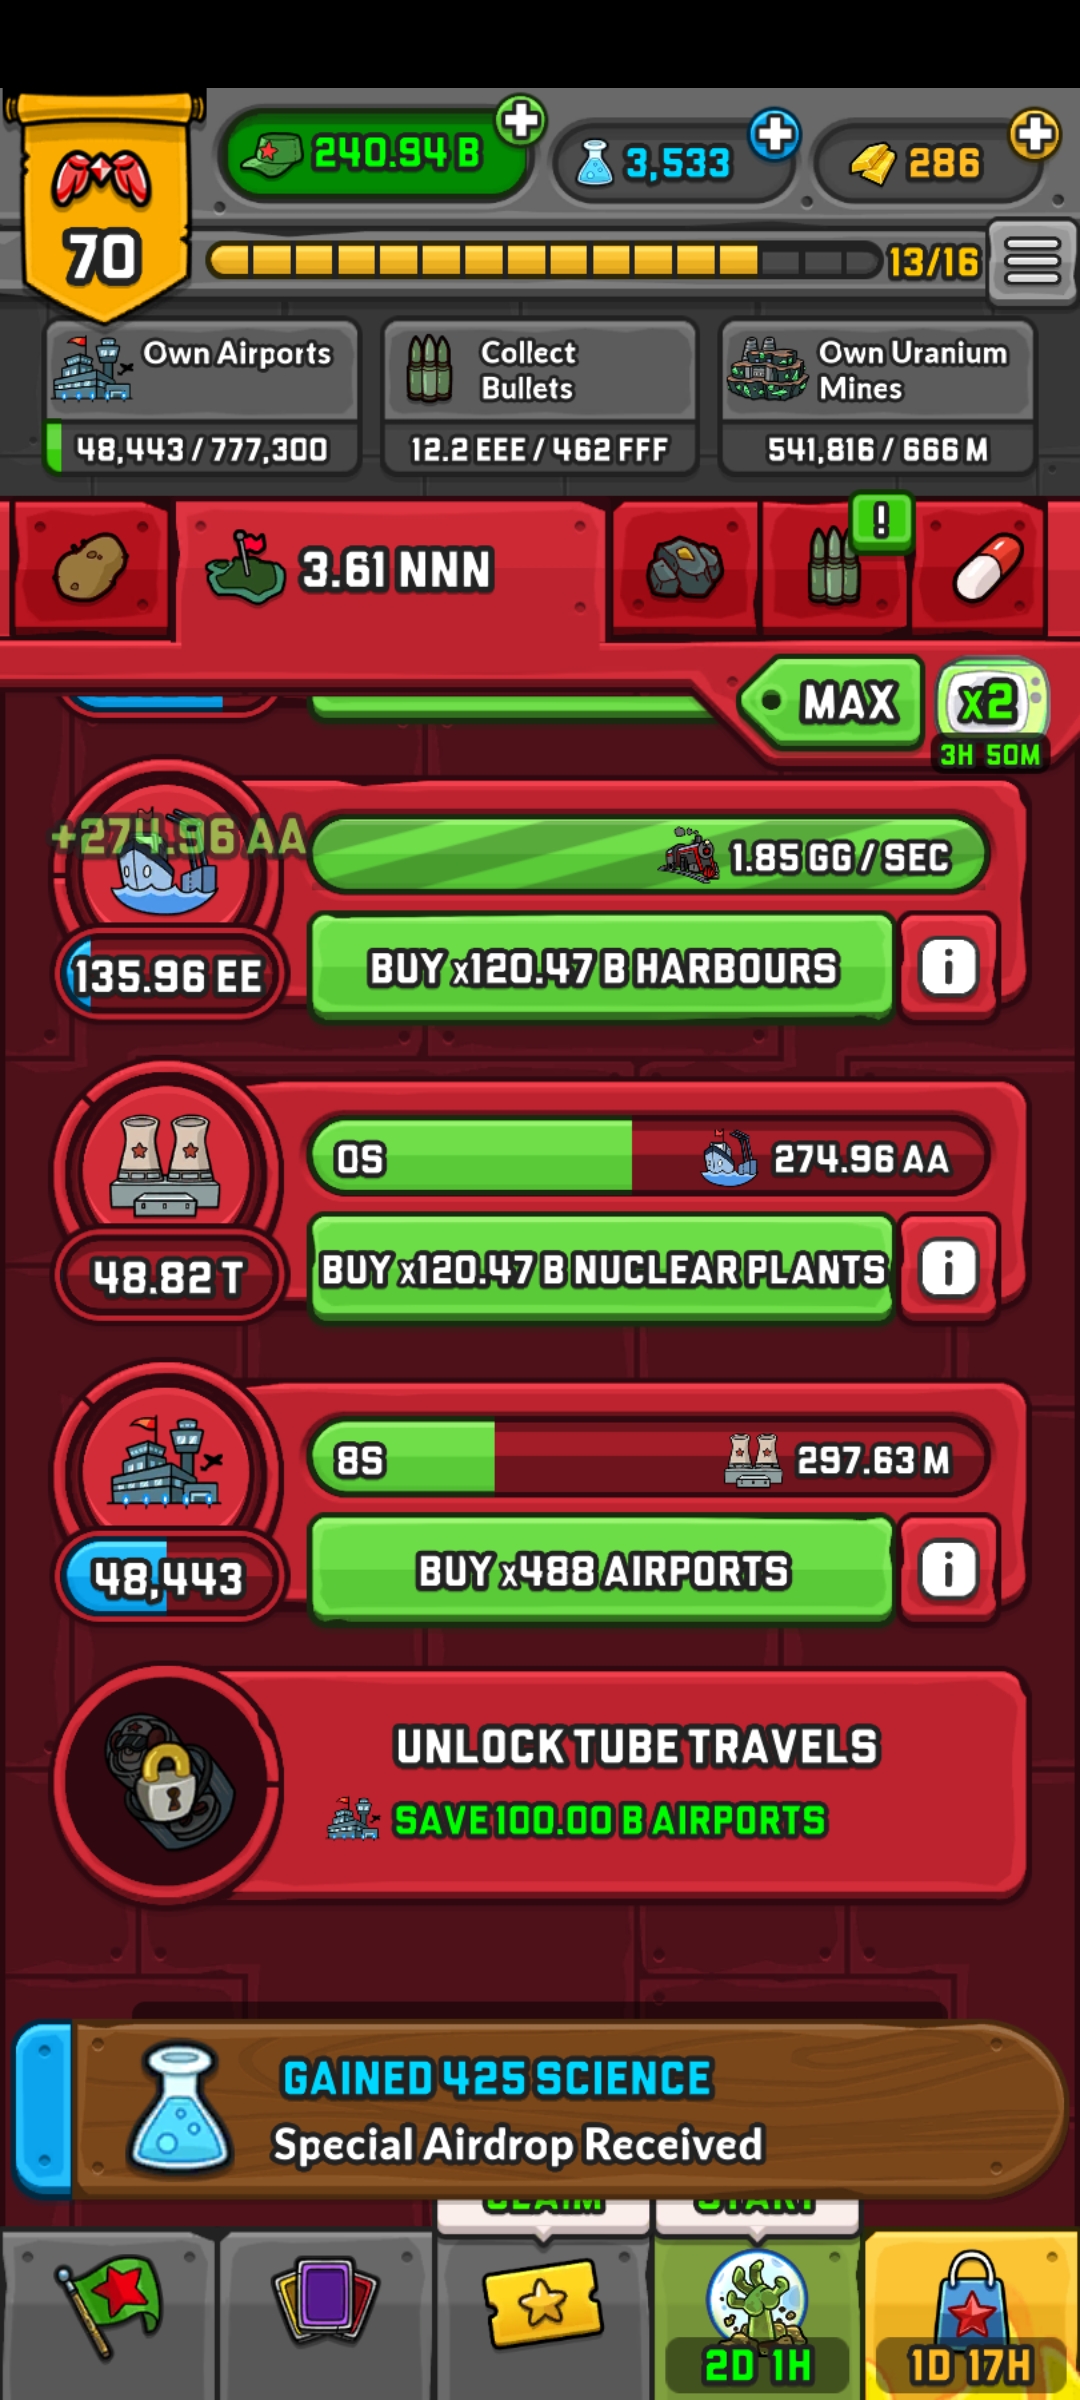 240.94 B
3,533
286
70
13/16
Own Airports
48,443 / 777,300
Collect
Bullets
12.2 EEE / 462 FFF
Own Uranium
Mines
541,816 / 666 M
3.61 NNN
!
MAX
x2
3H 50M
+274.96 AA
1.85 GG / SEC
135.96 EE
BUY x120.47 B HARBOURS
i
0S
274.96 AA
48.82 T
BUY x120.47 B NUCLEAR PLANTS
i
8S
297.63 M
48,443
BUY x488 AIRPORTS
i
UNLOCK TUBE TRAVELS
SAVE 100.00 B AIRPORTS
GAINED 425 SCIENCE
Special Airdrop Received
CLAIM
START
2D 1H
1D 17H